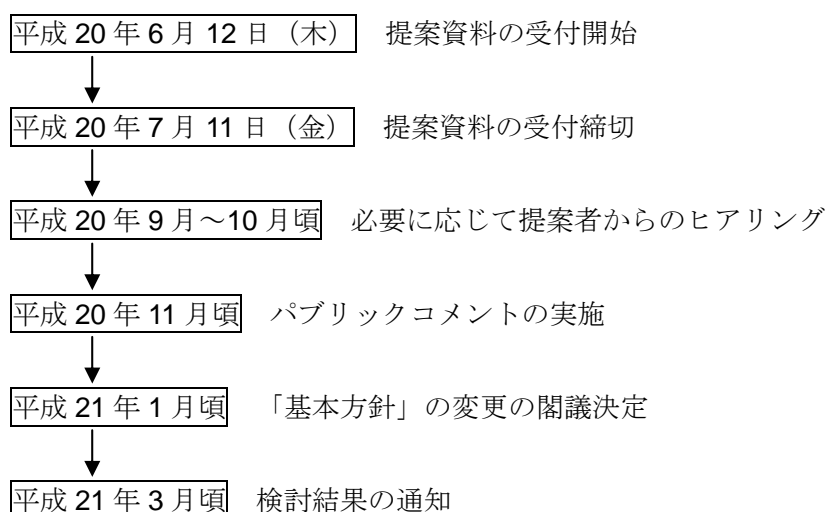 平成 20 年 6 月 12 日（木） 提案資料の受付開始
平成 20 年 7 月 11 日（金） 提案資料の受付締切
平成 20 年 9 月～10 月頃 必要に応じて提案者からのヒアリング
平成 20 年 11 月頃 パブリックコメントの実施
平成 21 年 1 月頃 「基本方針」の変更の閣議決定
平成 21 年 3 月頃 検討結果の通知